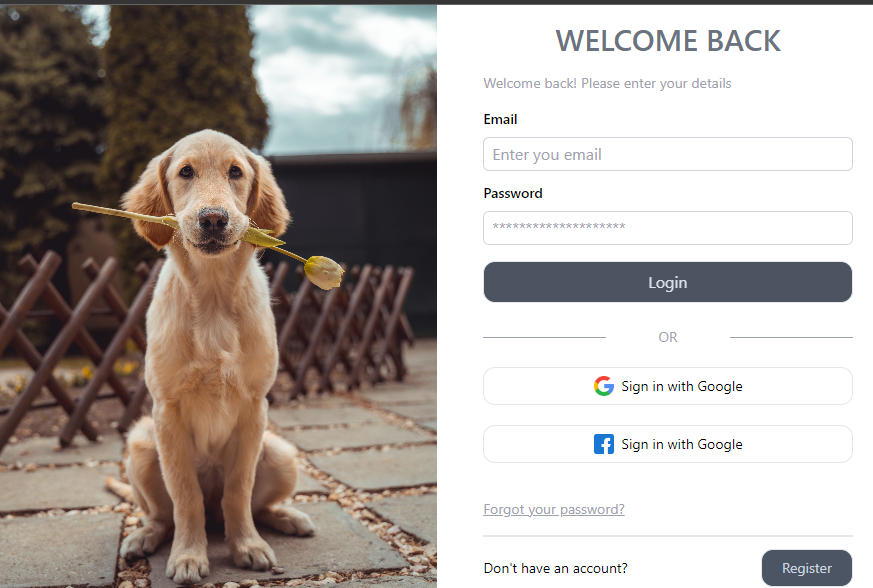 WELCOME BACK
Welcome back! Please enter your details
Email
Enter you email
Password
********************
Login
OR
Sign in with Google
Sign in with Google
Forgot your password?
Don't have an account?
Register